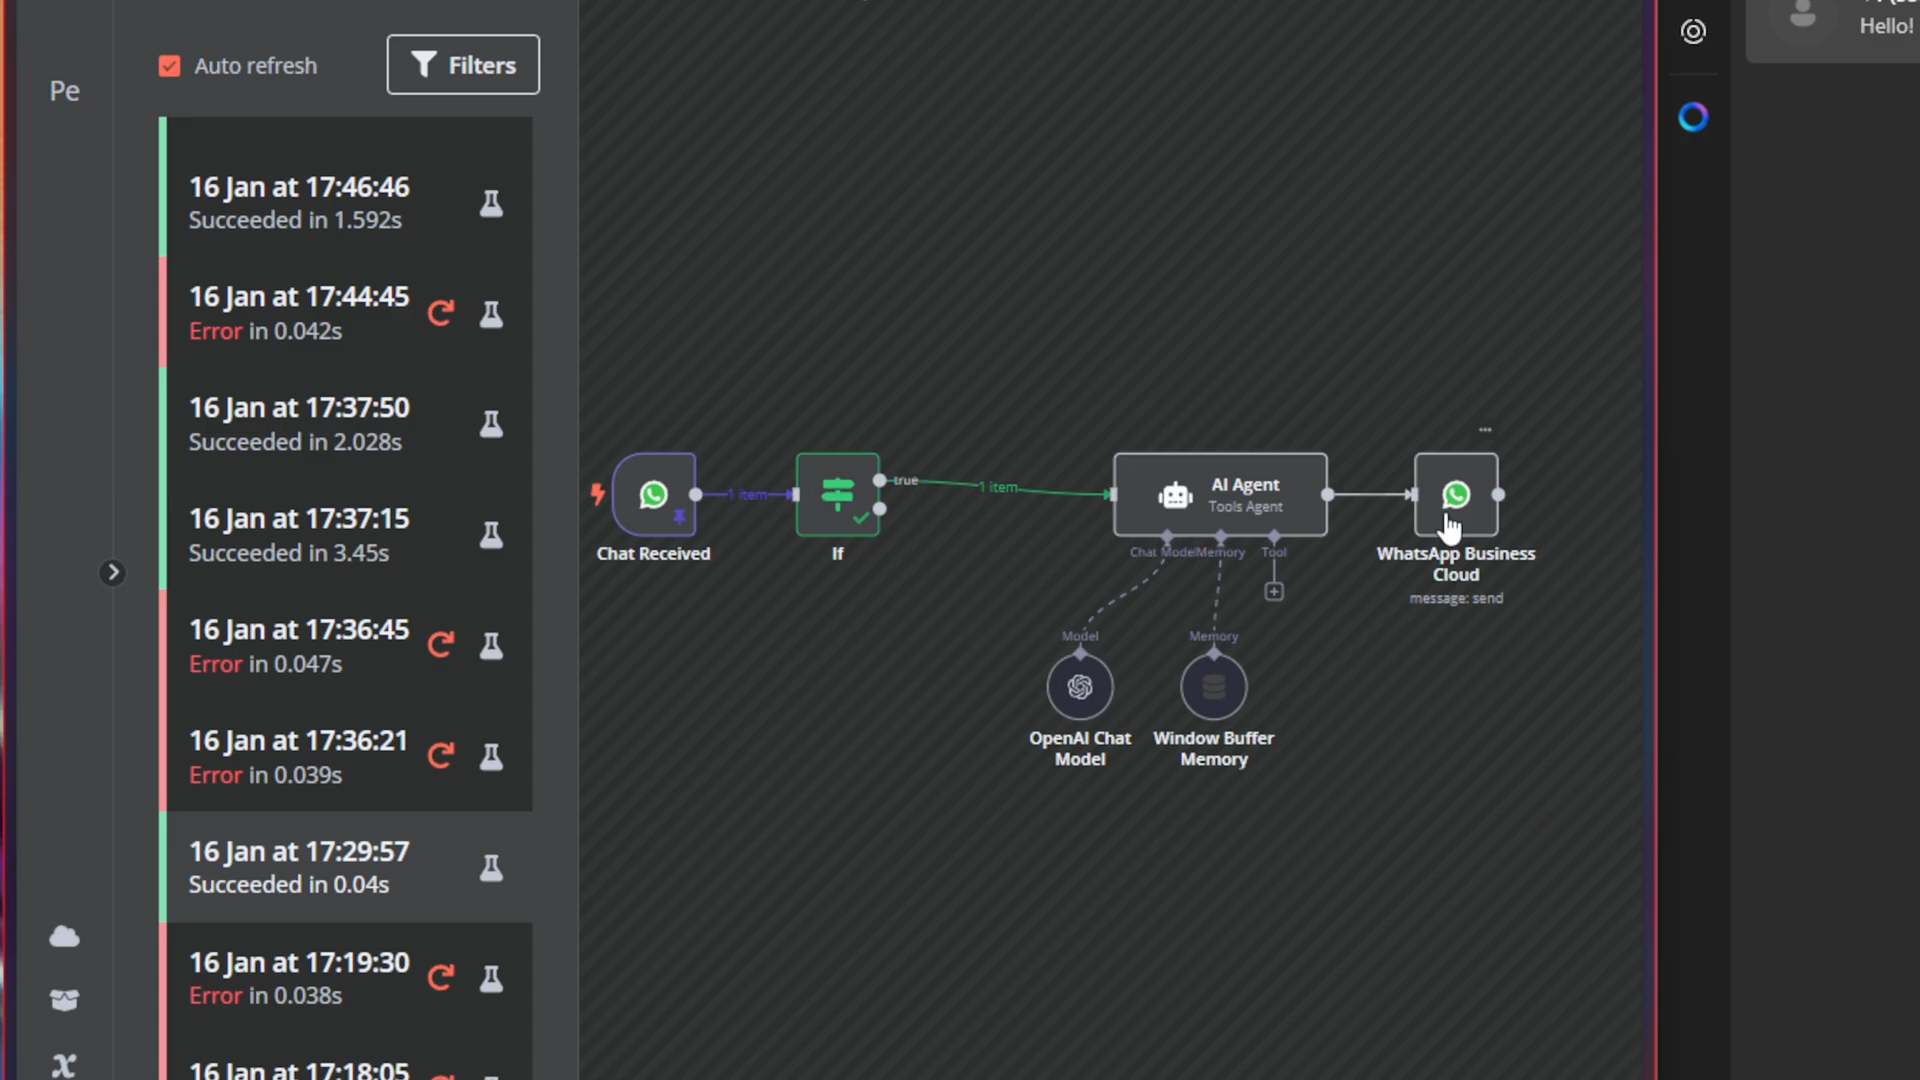 Pe
Auto refresh
Filters
16 Jan at 17:46:46
Succeeded in 1.592s
16 Jan at 17:44:45
Error in 0.042s
16 Jan at 17:37:50
Succeeded in 2.028s
16 Jan at 17:37:15
Succeeded in 3.45s
16 Jan at 17:36:45
Error in 0.047s
16 Jan at 17:36:21
Error in 0.039s
16 Jan at 17:29:57
Succeeded in 0.04s
16 Jan at 17:19:30
Error in 0.038s
16 Jan at 17:18:05
1 item
true
1 item
Chat Received
If
AI Agent
Tools Agent
Chat Model
Memory
Tool
WhatsApp Business
Cloud
message: send
Model
Memory
OpenAI Chat
Model
Window Buffer
Memory
Hello!